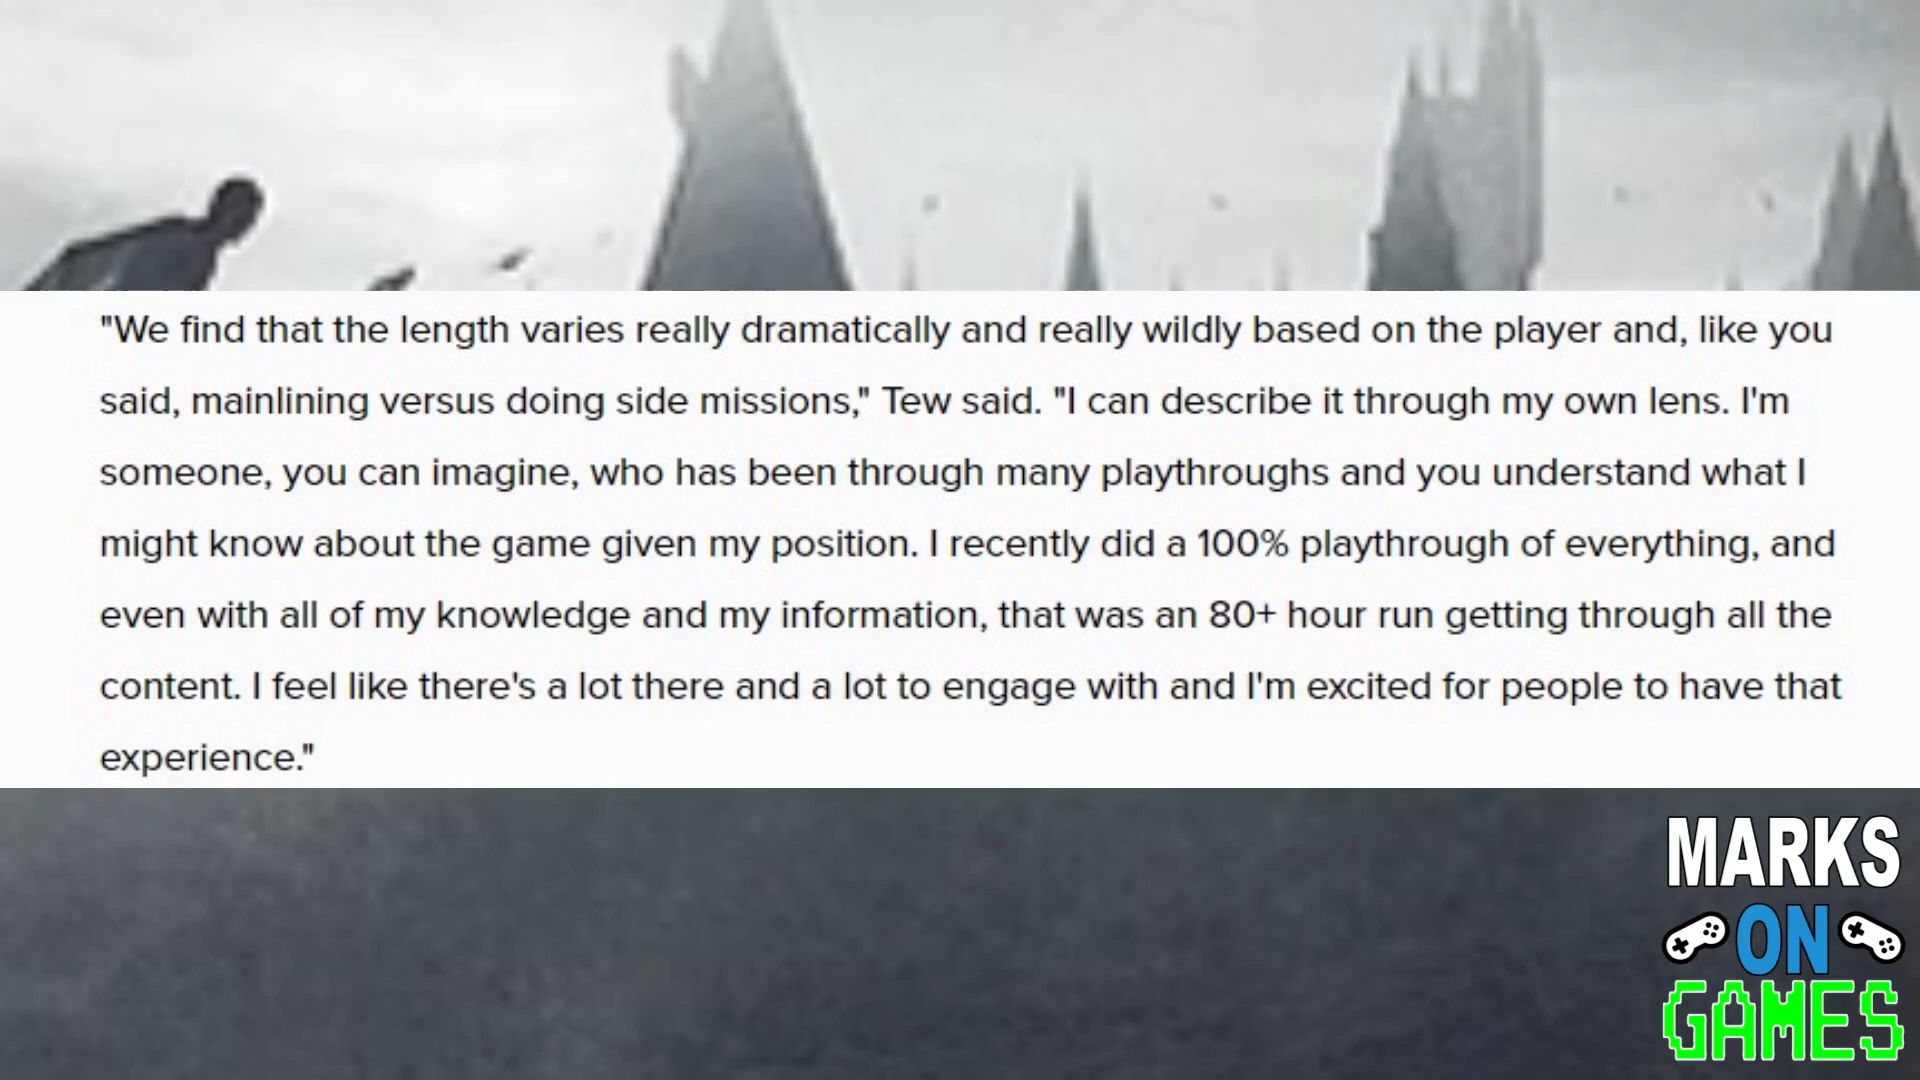 "We find that the length varies really dramatically and really wildly based on the player and, like you
said, mainlining versus doing side missions," Tew said. "I can describe it through my own lens. I'm
someone, you can imagine, who has been through many playthroughs and you understand what I
might know about the game given my position. I recently did a 100% playthrough of everything, and
even with all of my knowledge and my information, that was an 80+ hour run getting through all the
content. I feel like there's a lot there and a lot to engage with and I'm excited for people to have that
experience."
MARKS
ON
GAMES